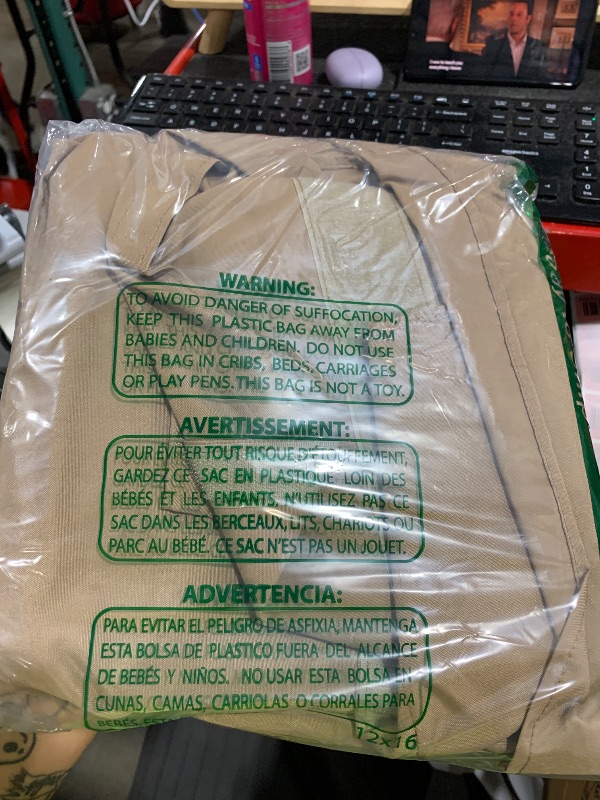 WARNING:
TO AVOID DANGER OF SUFFOCATION,
KEEP THIS PLASTIC BAG AWAY FROM
BABIES AND CHILDREN. DO NOT USE
THIS BAG IN CRIBS, BEDS, CARRIAGES
OR PLAY PENS. THIS BAG IS NOT A TOY.
AVERTISSEMENT:
POUR ÉVITER TOUT RISQUE D'ÉTOUFFEMENT,
GARDEZ CE SAC EN PLASTIQUE LOIN DES
BÉBÉS ET LES ENFANTS, N'UTILISEZ PAS CE
SAC DANS LES BERCEAUX, LITS, CHARIOTS OU
PARC AU BÉBÉ. CE SAC N'EST PAS UN JOUET.
ADVERTENCIA:
PARA EVITAR EL PELIGRO DE ASFIXIA, MANTENGA
ESTA BOLSA DE PLASTICO FUERA DEL ALCANCE
DE BEBÉS Y NIÑOS. NO USAR ESTA BOLSA EN
CUNAS, CAMAS, CARRIOLAS O CORRALES PARA
BEBÉS. EST
12x16
amazonbasics